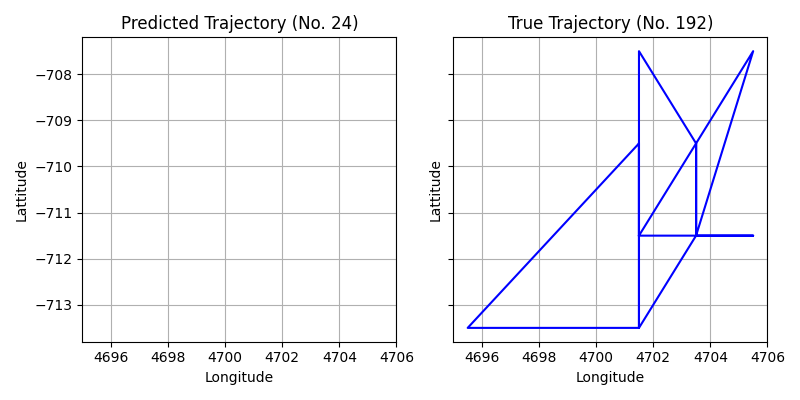 Predicted Trajectory (No. 24)
True Trajectory (No. 192)
Lattitude
−708
−709
−710
−711
−712
−713
4696 4698 4700 4702 4704 4706
Longitude
Lattitude
4696 4698 4700 4702 4704 4706
Longitude